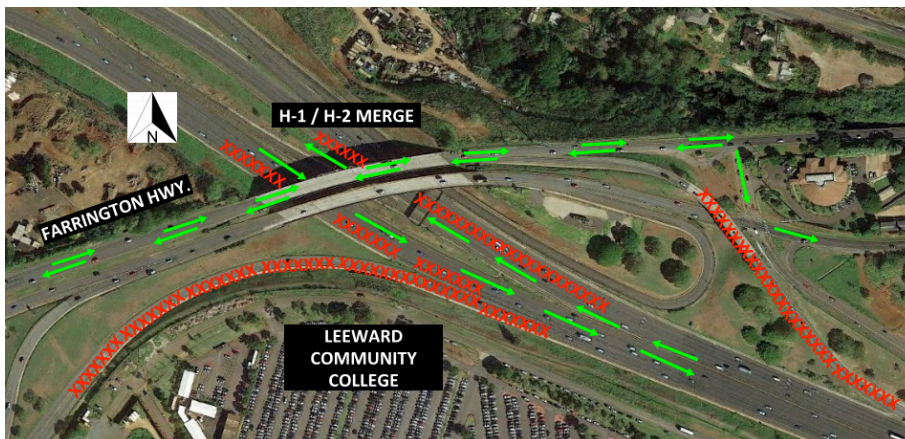 H-1 / H-2 MERGE
N
FARRINGTON HWY.
LEEWARD
COMMUNITY
COLLEGE